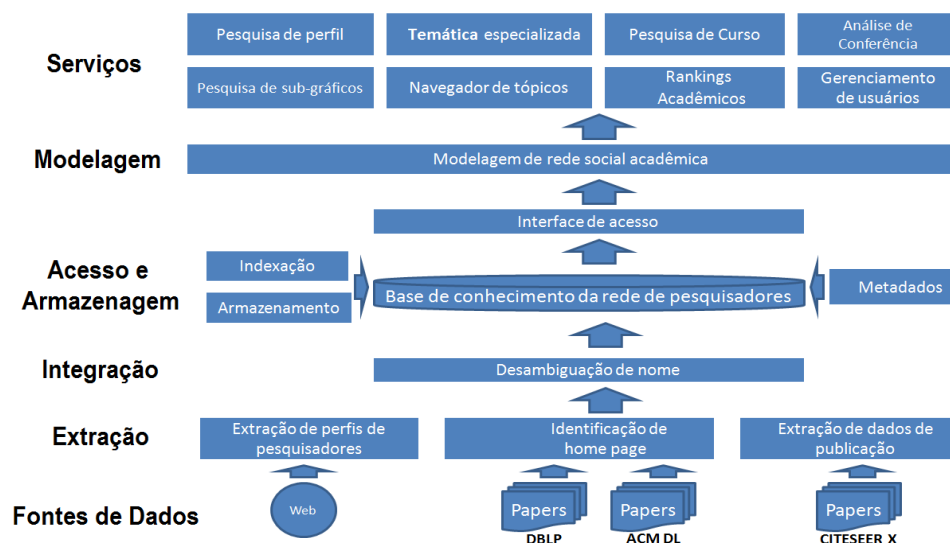 Serviços
Pesquisa de perfil
Temática especializada
Pesquisa de Curso
Análise de
Conferência
Pesquisa de sub-gráficos
Navegador de tópicos
Rankings
Acadêmicos
Gerenciamento
de usuários
Modelagem
Modelagem de rede social acadêmica
Interface de acesso
Acesso e
Armazenagem
Indexação
Armazenamento
Base de conhecimento da rede de pesquisadores
Metadados
Integração
Desambiguação de nome
Extração
Extração de perfis de
pesquisadores
Identificação de
home page
Extração de dados de
publicação
Fontes de Dados
Web
Papers
DBLP
Papers
ACM DL
Papers
CITESEER X